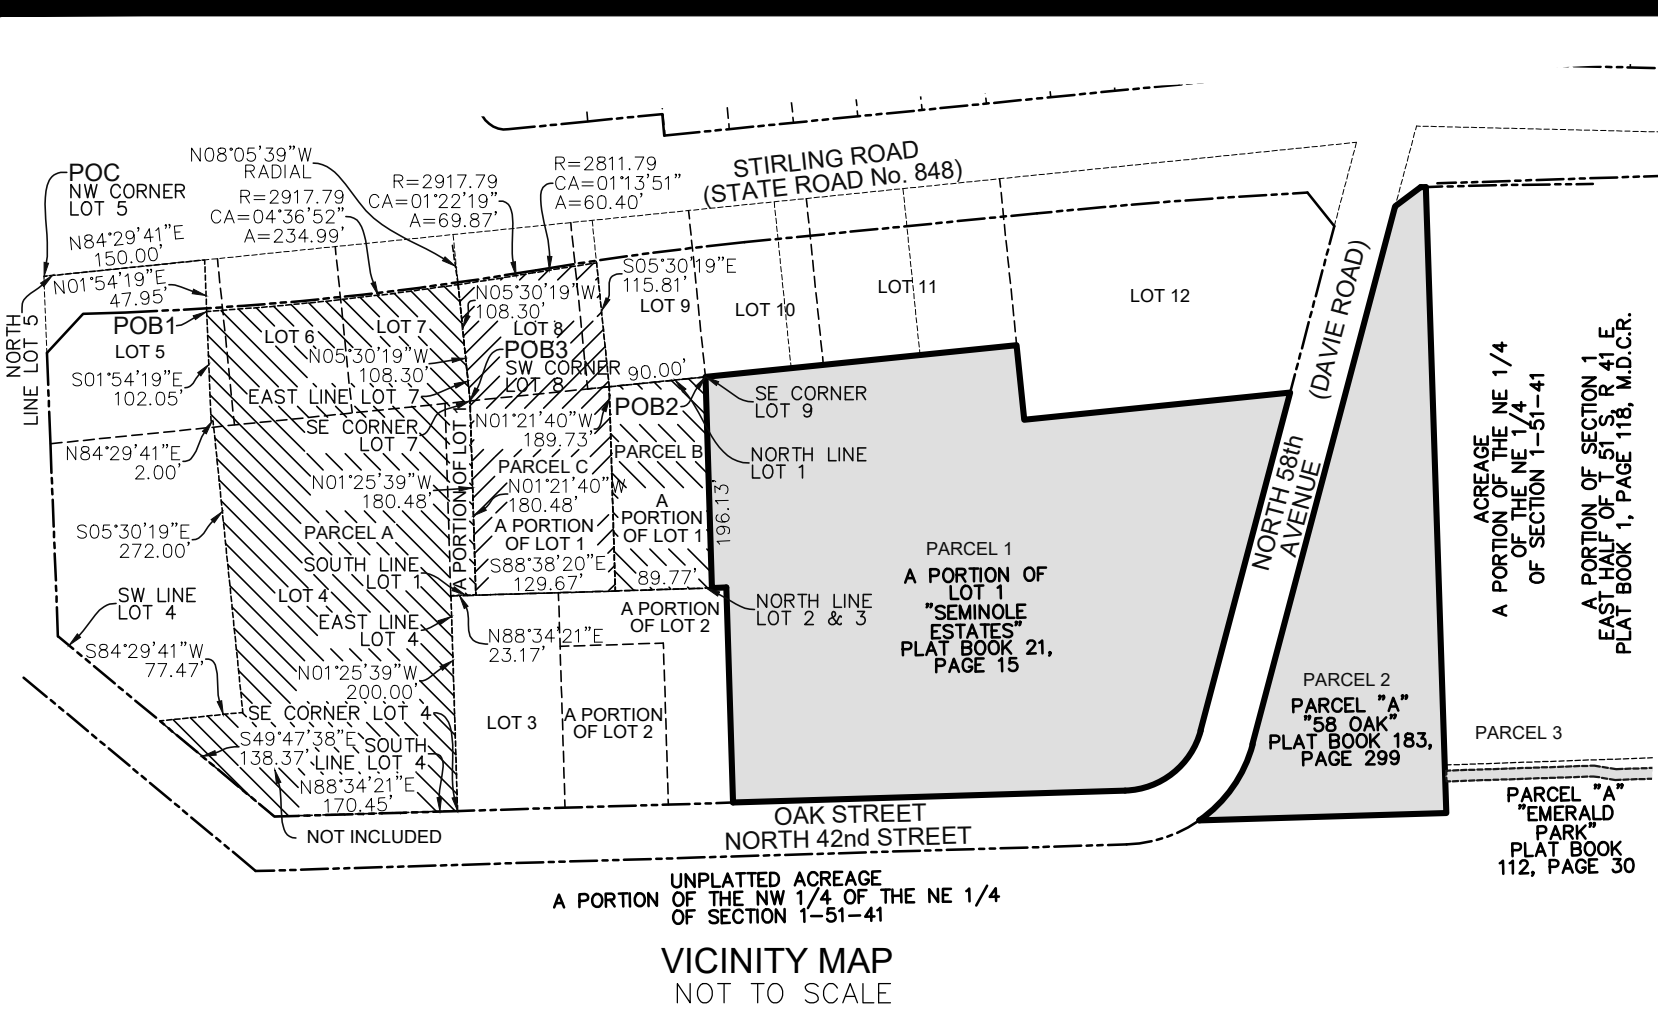 STIRLING ROAD
(STATE ROAD No. 848)
N08°05'39"W
RADIAL
POC
NW CORNER
LOT 5
R=2917.79
CA=04°36'52"
A=234.99'
R=2917.79
CA=01°22'19"
A=69.87'
R=2811.79
CA=01°13'51"
A=60.40'
N84°29'41"E
150.00'
N01°54'19"E
47.95'
NORTH
LINE LOT 5
POB1
LOT 5
S01°54'19"E
102.05'
LOT 6
LOT 7
N05°30'19"W
108.30'
EAST LINE LOT 7
SE CORNER
LOT 7
N05°30'19"W
108.30'
LOT 8
POB3
SW CORNER
LOT 8
S05°30'19"E
115.81'
LOT 9
90.00'
POB2
LOT 10
LOT 11
LOT 12
SE CORNER
LOT 9
NORTH LINE
LOT 1
N84°29'41"E
2.00'
S05°30'19"E
272.00'
N01°25'39"W
180.48'
PARCEL A
SOUTH LINE
LOT 1
LOT 4
EAST LINE
LOT 4
A PORTION OF LOT 1
N01°21'40"W
189.73'
PARCEL C
N01°21'40"W
180.48'
A PORTION
OF LOT 1
S88°38'20"E
129.67'
PARCEL B
A
PORTION
OF LOT 1
89.77'
196.13'
NORTH LINE
LOT 2 & 3
SW LINE
LOT 4
S84°29'41"W
77.47'
N01°25'39"W
200.00'
SE CORNER LOT 4
S49°47'38"E
138.37'
SOUTH
LINE LOT 4
N88°34'21"E
170.45'
NOT INCLUDED
N88°34'21"E
23.17'
A PORTION
OF LOT 2
LOT 3
A PORTION
OF LOT 2
PARCEL 1
A PORTION OF
LOT 1
"SEMINOLE
ESTATES"
PLAT BOOK 21,
PAGE 15
NORTH 58th
AVENUE
(DAVIE ROAD)
PARCEL 2
PARCEL "A"
"58 OAK"
PLAT BOOK 183,
PAGE 299
ACREAGE
A PORTION OF THE NE 1/4
OF THE NE 1/4
OF SECTION 1-51-41
A PORTION OF SECTION 1
EAST HALF OF T 51 S, R 41 E
PLAT BOOK 1, PAGE 118, M.D.C.R.
PARCEL 3
PARCEL "A"
"EMERALD
PARK"
PLAT BOOK
112, PAGE 30
OAK STREET
NORTH 42nd STREET
UNPLATTED ACREAGE
A PORTION OF THE NW 1/4 OF THE NE 1/4
OF SECTION 1-51-41
VICINITY MAP
NOT TO SCALE